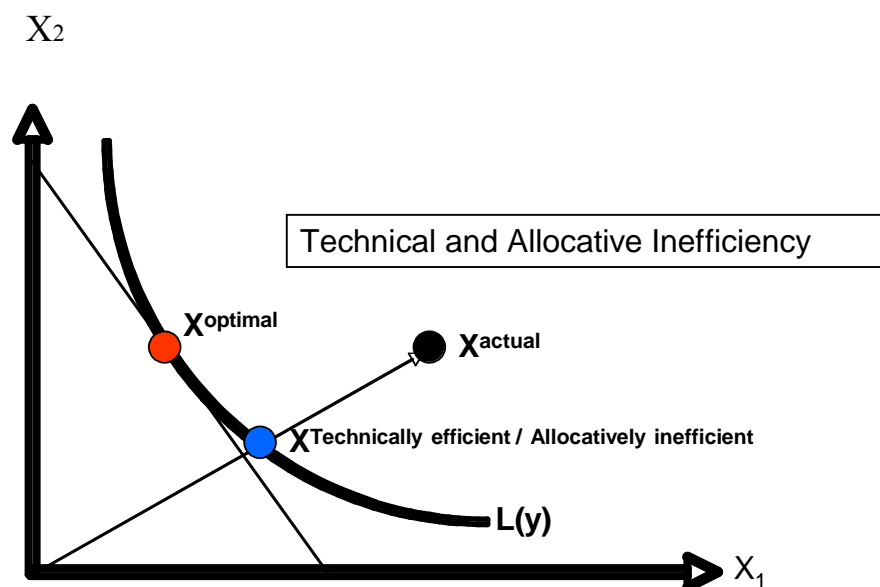 X2
Technical and Allocative Inefficiency
Xoptimal
Xactual
XTechnically efficient / Allocatively inefficient
L(y)
X1